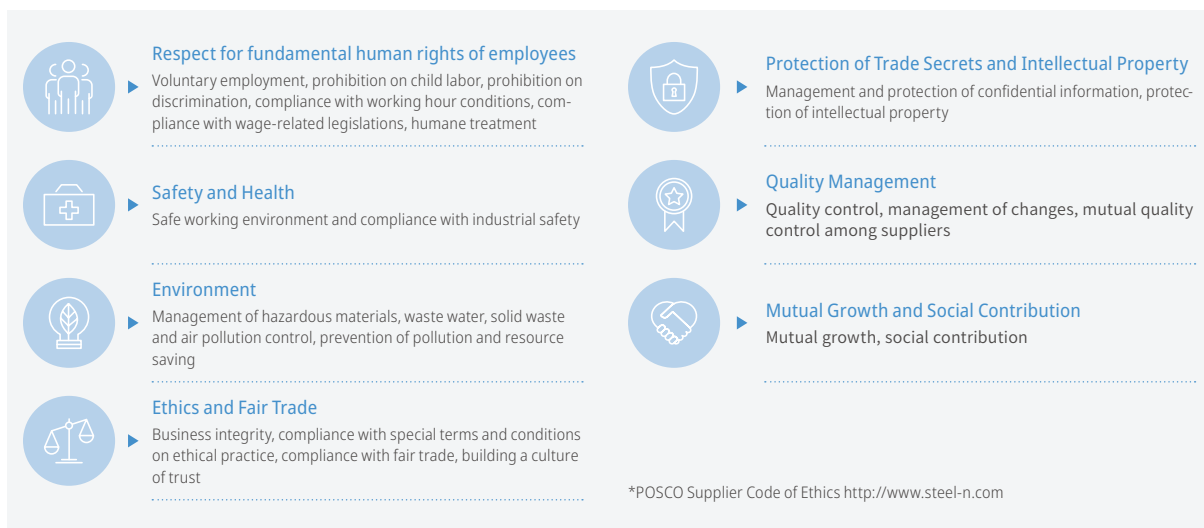 Respect for fundamental human rights of employees
Voluntary employment, prohibition on child labor, prohibition on
discrimination, compliance with working hour conditions, com-
pliance with wage-related legislations, humane treatment
Safety and Health
Safe working environment and compliance with industrial safety
Environment
Management of hazardous materials, waste water, solid waste
and air pollution control, prevention of pollution and resource
saving
Ethics and Fair Trade
Business integrity, compliance with special terms and conditions
on ethical practice, compliance with fair trade, building a culture
of trust
Protection of Trade Secrets and Intellectual Property
Management and protection of confidential information, protec-
tion of intellectual property
Quality Management
Quality control, management of changes, mutual quality
control among suppliers
Mutual Growth and Social Contribution
Mutual growth, social contribution
*POSCO Supplier Code of Ethics http://www.steel-n.com